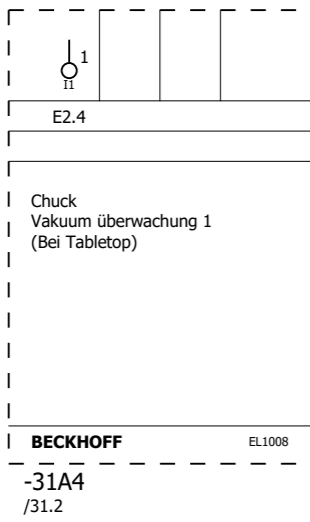 1
I1
E2.4
Chuck
Vakuum überwachung 1
(Bei Tabletop)
BECKHOFF EL1008
-31A4
/31.2